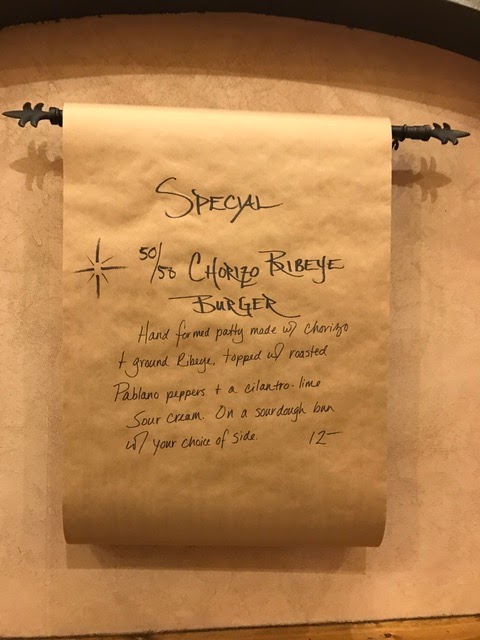 Special
50/50 Chorizo Ribeye
Burger
Hand formed patty made w/ chorizo
+ ground Ribeye, topped w/ roasted
Pablano peppers + a cilantro-lime
Sour cream. On a sourdough bun
w/ your choice of side. 12-